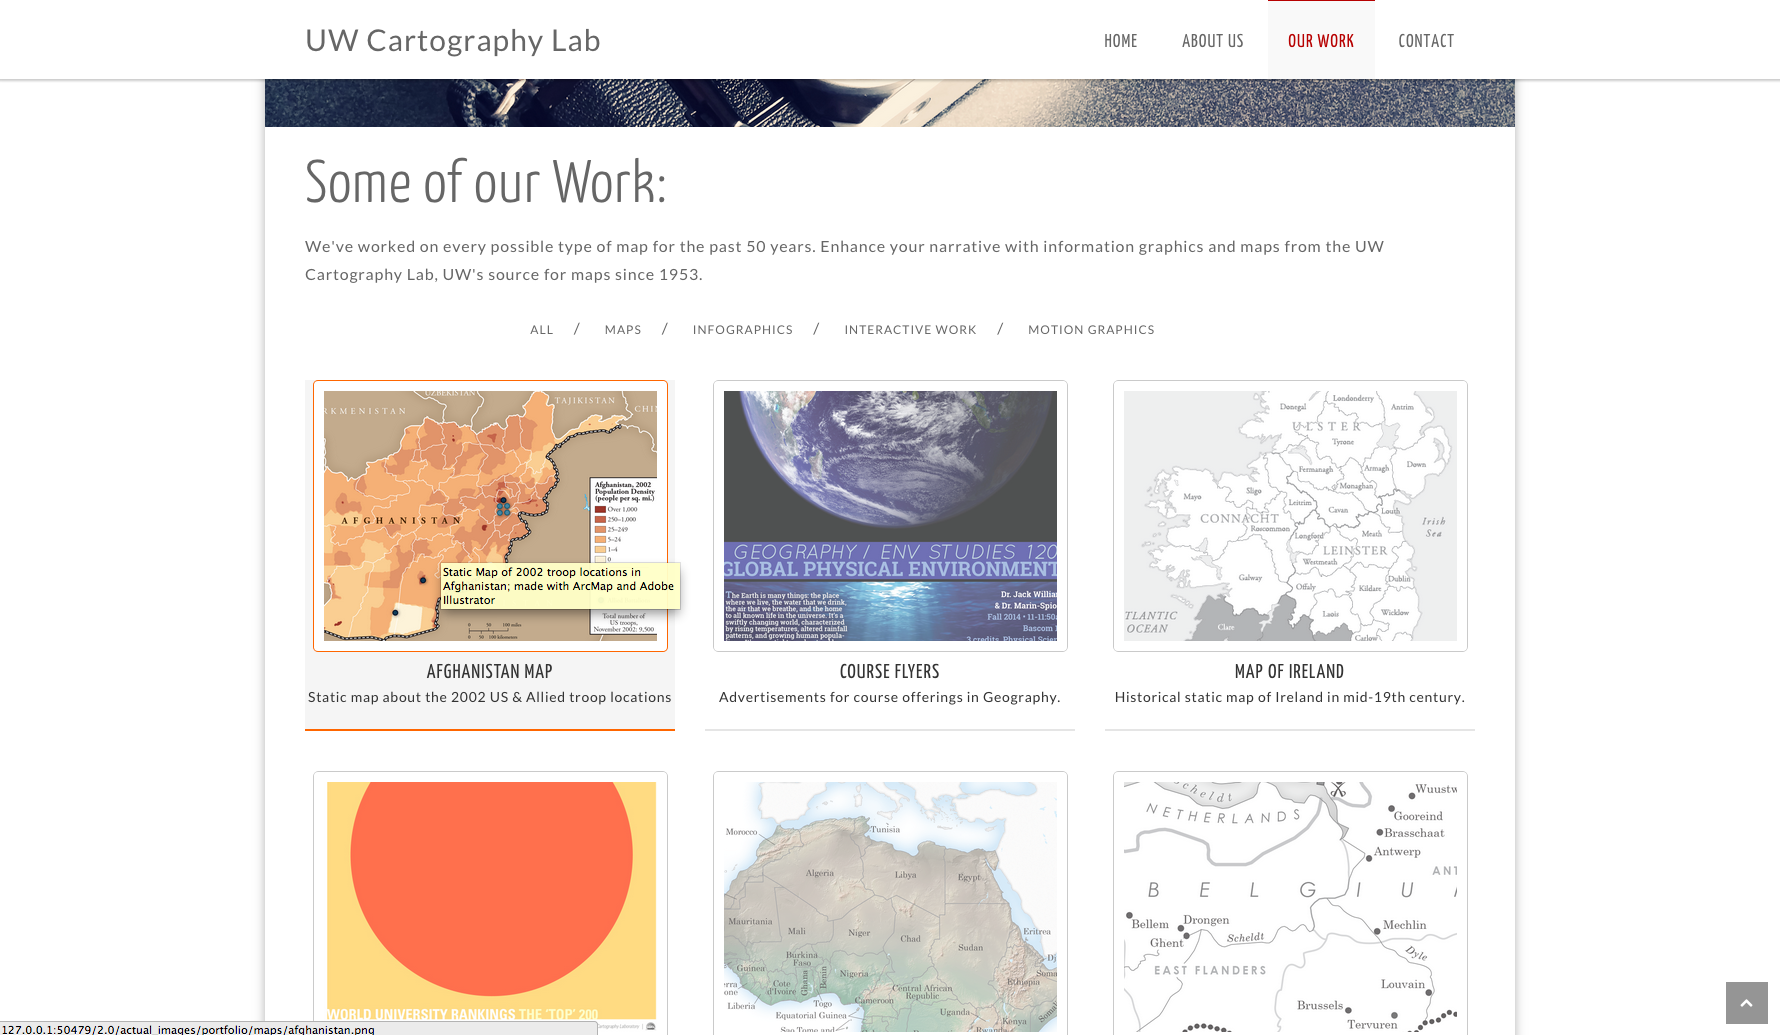 UW Cartography Lab
HOME
ABOUT US
OUR WORK
CONTACT
Some of our Work:
We've worked on every possible type of map for the past 50 years. Enhance your narrative with information graphics and maps from the UW
Cartography Lab, UW's source for maps since 1953.
ALL / MAPS / INFOGRAPHICS / INTERACTIVE WORK / MOTION GRAPHICS
UZBEKISTAN
RKMENISTAN
TAJIKISTAN
CHI
AFGHANISTAN
Afghanistan, 2002
Population Density
(people per sq. mi.)
Over 1,000
250–1,000
25–249
5–24
1–4
0
Static Map of 2002 troop locations in
Afghanistan; made with ArcMap and Adobe
Illustrator
Total number of
US troops,
November 2002: 9,500
0 50 100 miles
0 50 100 kilometers
AFGHANISTAN MAP
Static map about the 2002 US & Allied troop locations
GEOGRAPHY / ENV STUDIES 120
GLOBAL PHYSICAL ENVIRONMENT
The Earth is many things: the place
where we live, the water that we drink,
the air that we breathe, and the home
to all known life in the universe. It's a
swiftly changing world, characterized
by rising temperatures, altered rainfall
patterns, and growing human popula-
Dr. Jack Williar
& Dr. Marin-Spio
Fall 2014 • 11-11:50a
Bascom
3 credits, Physical Scien
COURSE FLYERS
Advertisements for course offerings in Geography.
Londonderry
Donegal
Antrim
ULSTER
Tyrone
Fermanagh
Armagh
Down
Monaghan
Sligo
Mayo
Leitrim
Cavan
Louth
CONNACHT
Roscommon
Longford
Meath
Irish
Sea
LEINSTER
Westmeath
Galway
Offaly
Kildare
Dublin
TLANTIC
OCEAN
Laois
Wicklow
Clare
Carlow
MAP OF IRELAND
Historical static map of Ireland in mid-19th century.
WORLD UNIVERSITY RANKINGS THE 'TOP' 200
Cartography Laboratory
Morocco
Tunisia
Algeria
Libya
Egypt
Mauritania
Mali
Niger
Chad
Sudan
Eritrea
Burkina
Faso
Guinea
Benin
Ghana
Nigeria
Dj
Soma
Ethiopia
Cote
d'Ivoire
Central African
Republic
Liberia
Togo
Cameroon
Uganda
Somalia
Equatorial Guinea
Kenya
Sao Tome and
Rwanda
Scheldt
Wuustw
NETHERLANDS
Gooreind
Brasschaat
Antwerp
ANT
BELGIU
Bellem
Drongen
Mechlin
Ghent
Scheldt
Dyle
EAST FLANDERS
Louvain
Brussels
Tervuren
127.0.0.1:50479/2.0/actual_images/portfolio/maps/afghanistan.png